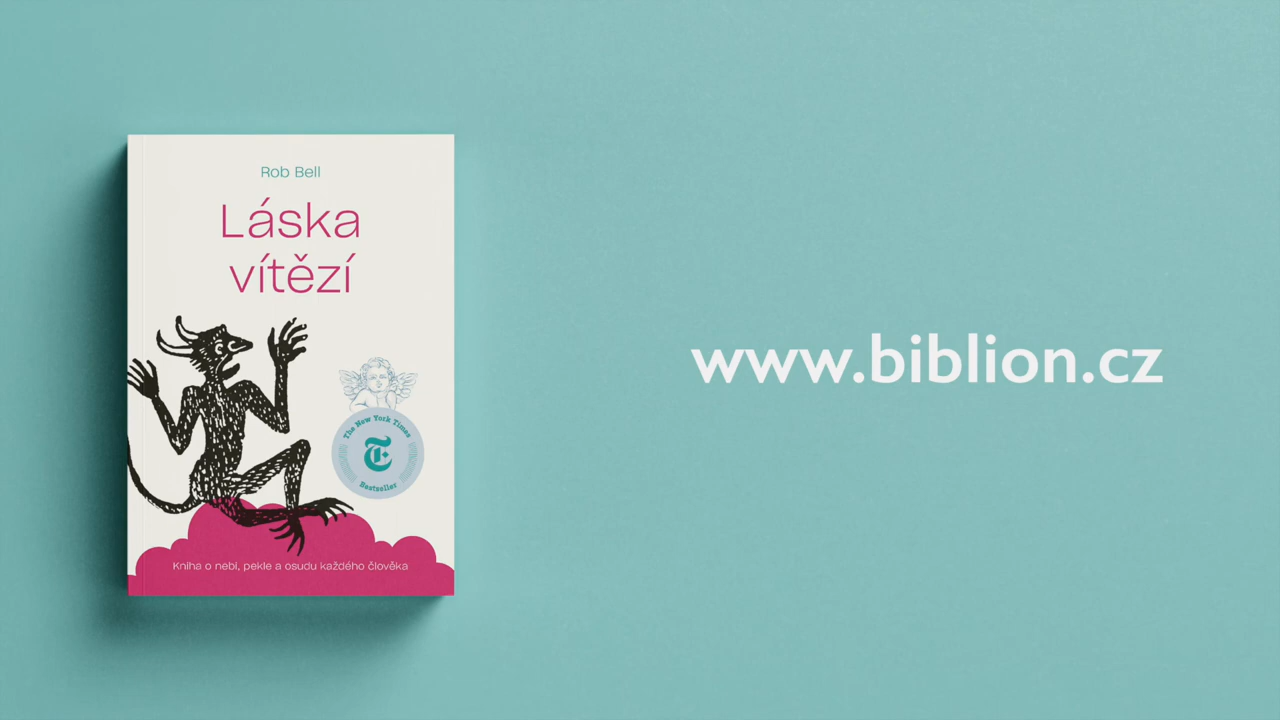 Rob Bell
Láska
vítězí
The New York Times
Bestseller
Kniha o nebi, pekle a osudu každého člověka
www.biblion.cz